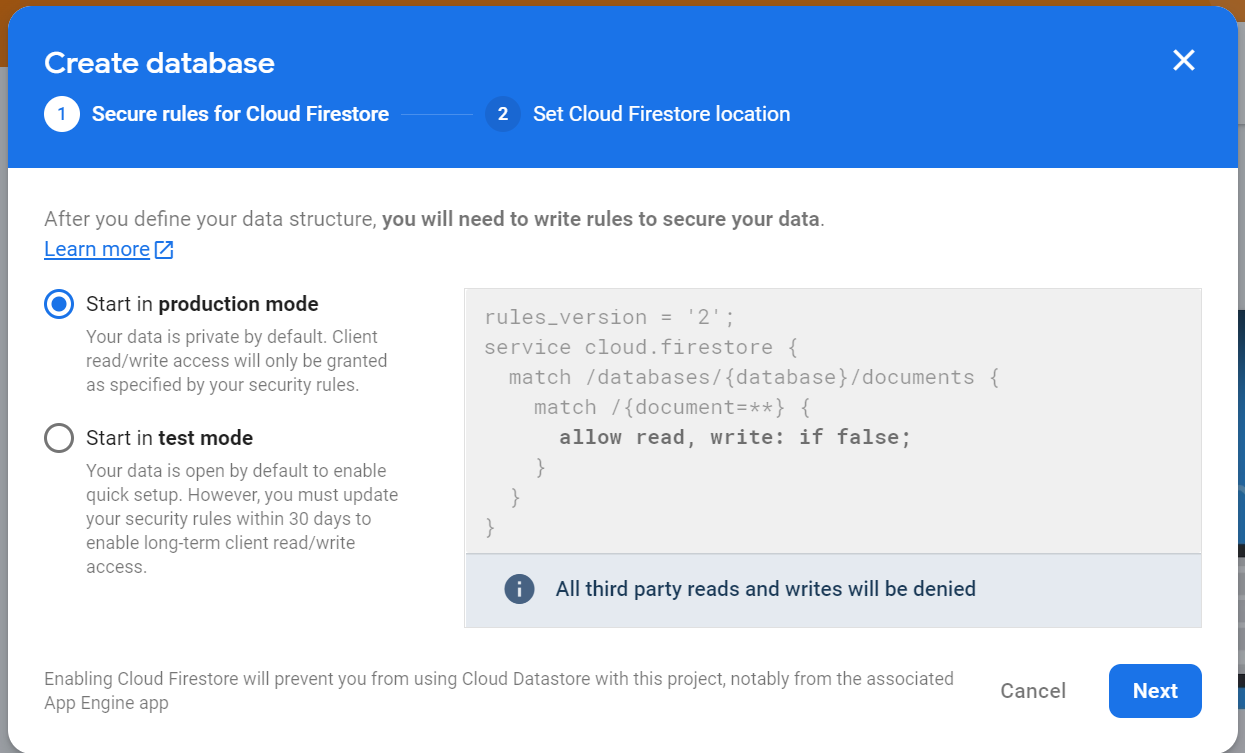 Create database
1 Secure rules for Cloud Firestore 2 Set Cloud Firestore location
After you define your data structure, you will need to write rules to secure your data.
Learn more
Start in production mode
Your data is private by default. Client
read/write access will only be granted
as specified by your security rules.
Start in test mode
Your data is open by default to enable
quick setup. However, you must update
your security rules within 30 days to
enable long-term client read/write
access.
rules_version = '2';
service cloud.firestore {
  match /databases/{database}/documents {
    match /{document=**} {
      allow read, write: if false;
    }
  }
}
All third party reads and writes will be denied
Enabling Cloud Firestore will prevent you from using Cloud Datastore with this project, notably from the associated
App Engine app
Cancel
Next